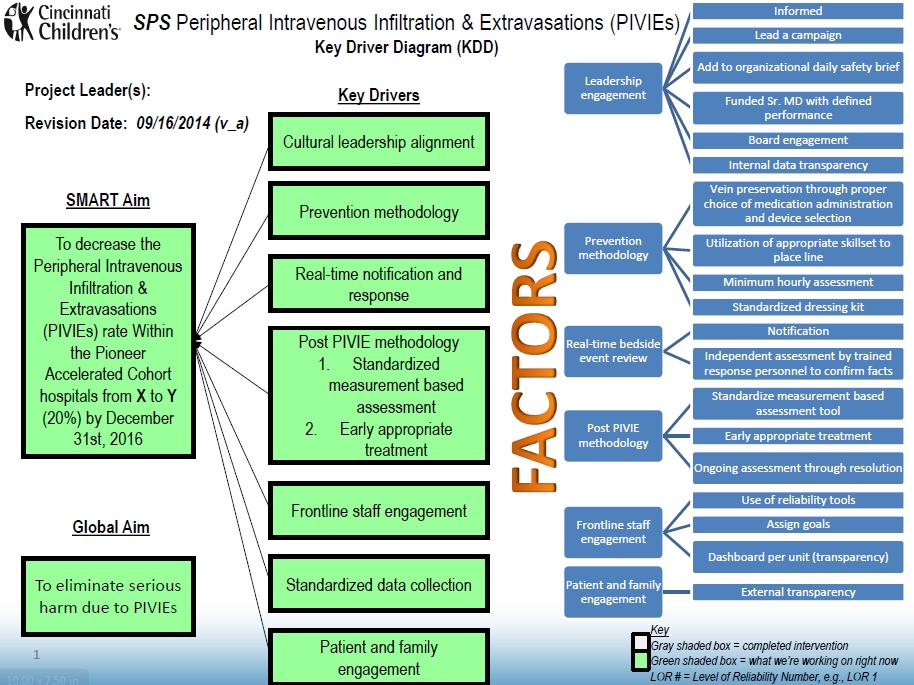 Cincinnati
Children's
SPS Peripheral Intravenous Infiltration & Extravasations (PIVIEs)
Key Driver Diagram (KDD)
Project Leader(s):
Revision Date: 09/16/2014 (v_a)
SMART Aim
To decrease the
Peripheral Intravenous
Infiltration &
Extravasations
(PIVIEs) rate Within
the Pioneer
Accelerated Cohort
hospitals from X to Y
(20%) by December
31st, 2016
Global Aim
To eliminate serious
harm due to PIVIEs
Key Drivers
Cultural leadership alignment
Prevention methodology
Real-time notification and
response
Post PIVIE methodology
1. Standardized
measurement based
assessment
2. Early appropriate
treatment
Frontline staff engagement
Standardized data collection
Patient and family
engagement
FACTORS
Leadership
engagement
Informed
Lead a campaign
Add to organizational daily safety brief
Funded Sr. MD with defined
performance
Board engagement
Internal data transparency
Prevention
methodology
Vein preservation through proper
choice of medication administration
and device selection
Utilization of appropriate skillset to
place line
Minimum hourly assessment
Standardized dressing kit
Real-time bedside
event review
Notification
Independent assessment by trained
response personnel to confirm facts
Post PIVIE
methodology
Standardize measurement based
assessment tool
Early appropriate treatment
Ongoing assessment through resolution
Frontline staff
engagement
Use of reliability tools
Assign goals
Dashboard per unit (transparency)
Patient and family
engagement
External transparency
Key
Gray shaded box = completed intervention
Green shaded box = what we're working on right now
LOR # = Level of Reliability Number, e.g., LOR 1
1
10.00 x 7.50 in